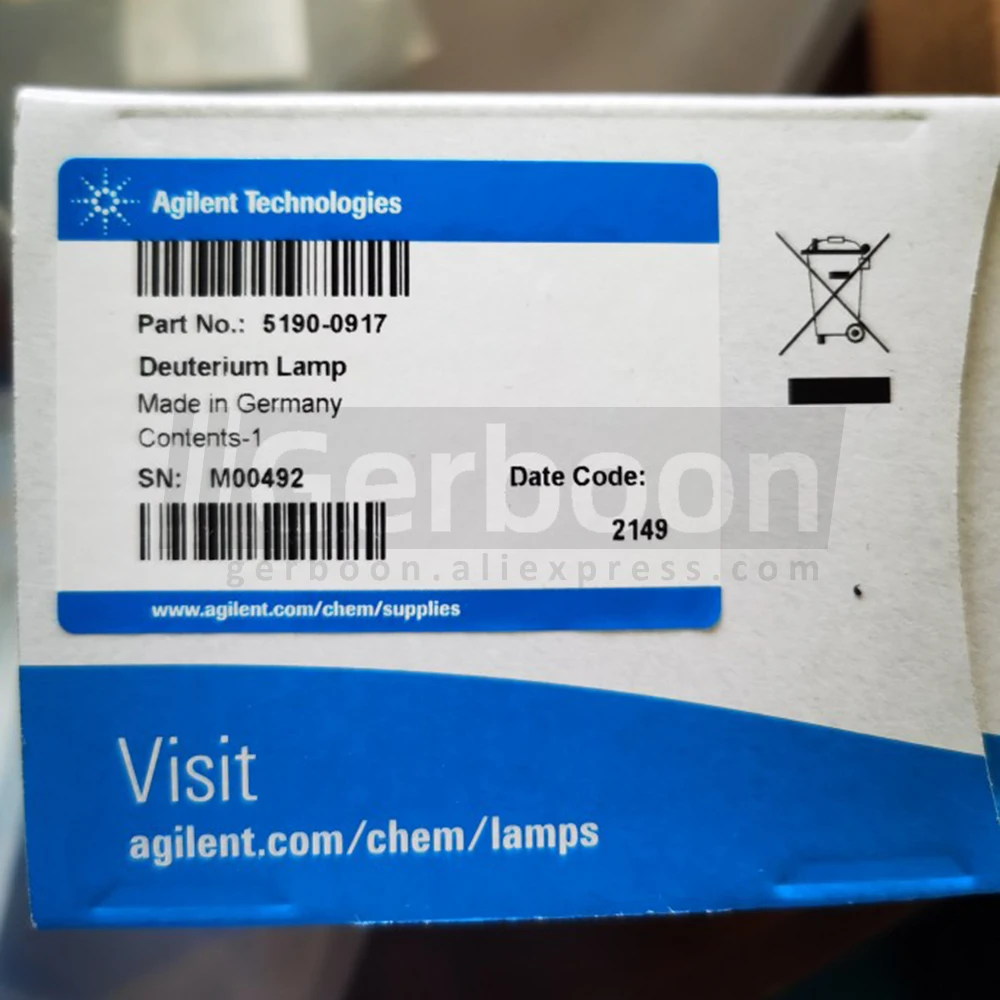 Agilent Technologies
Part No.: 5190-0917
Deuterium Lamp
Made in Germany
Contents-1
SN: M00492
Date Code:
2149
Gerboon
gerboon.aliexpress.com
www.agilent.com/chem/supplies
Visit
agilent.com/chem/lamps